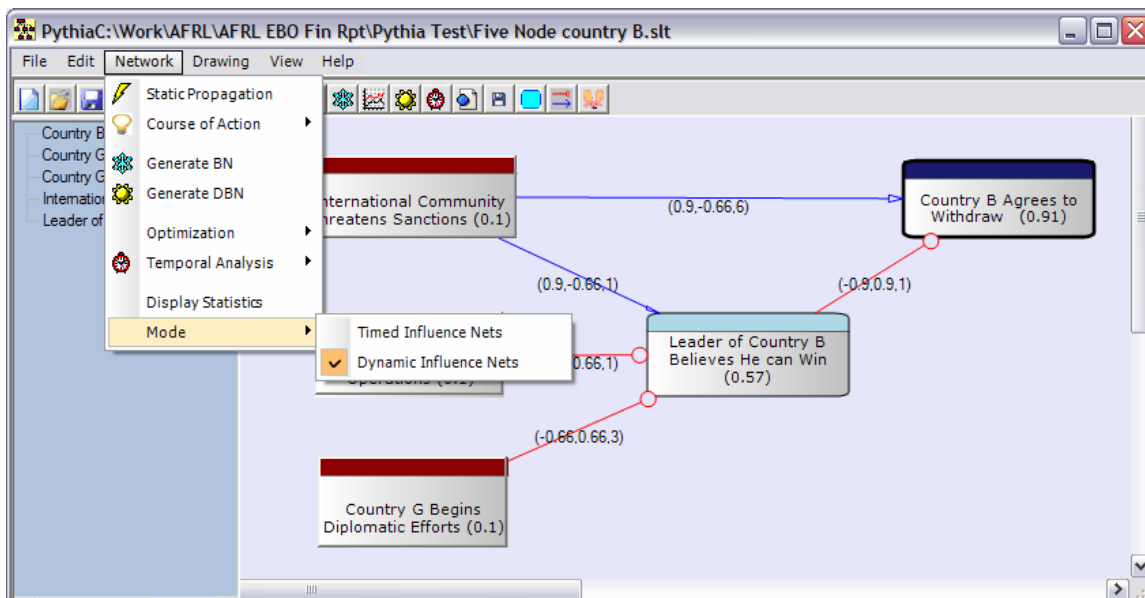 PythiaC:\Work\AFRL\AFRL EBO Fin Rpt\Pythia Test\Five Node country B.slt
File Edit Network Drawing View Help
Static Propagation
Course of Action
Generate BN
Generate DBN
Optimization
Temporal Analysis
Display Statistics
Mode
Timed Influence Nets
Dynamic Influence Nets
Country B
Country G
Country G
Internation
Leader of
nternational Community
hreatens Sanctions (0.1)
(0.9,-0.66,6)
Country B Agrees to
Withdraw (0.91)
(0.9,-0.66,1)
(-0.9,0.9,1)
Leader of Country B
Believes He can Win
(0.57)
0.66,1)
Operations (0.1)
(-0.66,0.66,3)
Country G Begins
Diplomatic Efforts (0.1)